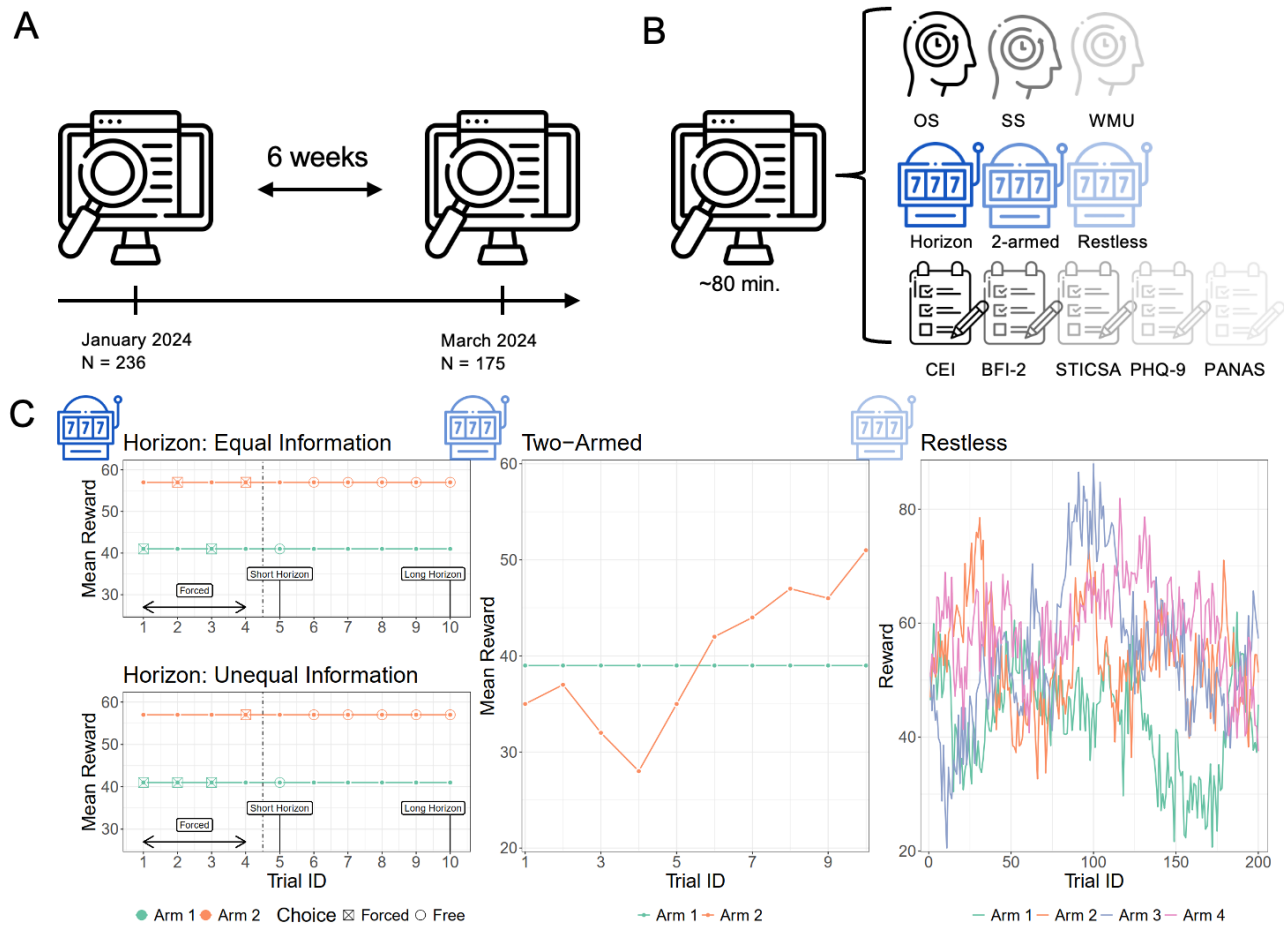 A
6 weeks
January 2024
N = 236
March 2024
N = 175
B
~80 min.
OS SS WMU
777 777 777
Horizon 2-armed Restless
CEI BFI-2 STICSA PHQ-9 PANAS
C
777
Horizon: Equal Information
Mean Reward
60
50
40
30
Forced
Short Horizon
Long Horizon
1 2 3 4 5 6 7 8 9 10
Horizon: Unequal Information
Mean Reward
60
50
40
30
Forced
Short Horizon
Long Horizon
1 2 3 4 5 6 7 8 9 10
Trial ID
Arm 1 Arm 2 Choice Forced Free
777
Two-Armed
Mean Reward
60
50
40
30
20
1 3 5 7 9
Trial ID
Arm 1 Arm 2
777
Restless
Reward
80
60
40
20
0 50 100 150 200
Trial ID
Arm 1 Arm 2 Arm 3 Arm 4